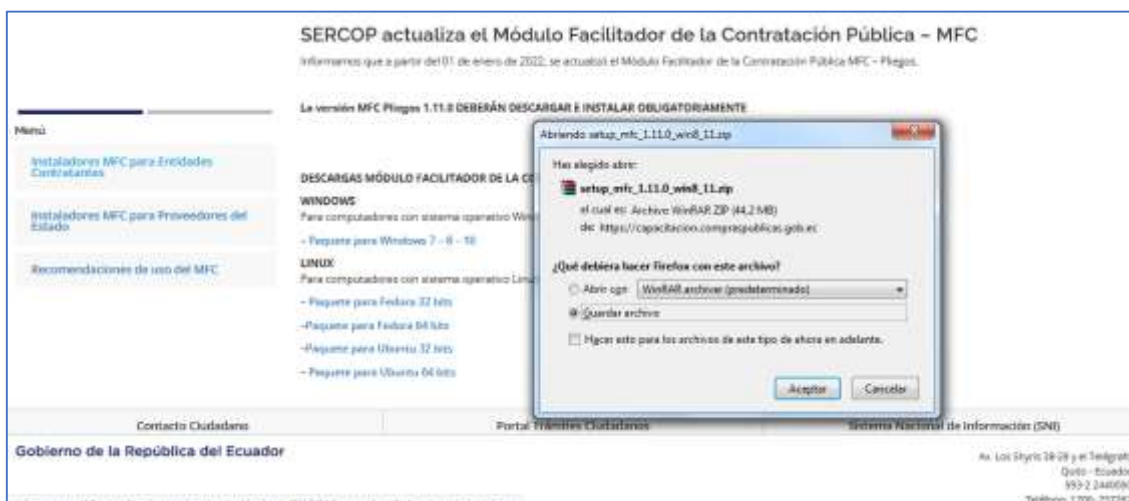 SERCOP actualiza el Módulo Facilitador de la Contratación Pública – MFC
Informamos que a partir del 01 de enero de 2022, se actualizó el Módulo Facilitador de la Contratación Pública MFC – Pliegos.
La versión MFC Pliegos 1.11.0 DEBERÁN DESCARGAR E INSTALAR OBLIGATORIAMENTE
Menú
Instaladores MFC para Entidades Contratantes
Instaladores MFC para Proveedores del Estado
Recomendaciones de uso del MFC
DESCARGAS MÓDULO FACILITADOR DE LA
WINDOWS
Para computadores con sistema operativo
– Paquete para Windows 7 – 8 – 10
LINUX
Para computadores con sistema operativo
– Paquete para Fedora 32 bits
–Paquete para Fedora 64 bits
–Paquete para Ubuntu 32 bits
– Paquete para Ubuntu 64 bits
Abriendo setup_mfc_1.11.0_win8_11.zip
Has elegido abrir:
setup_mfc_1.11.0_win8_11.zip
el cual es: Archivo WinRAR ZIP (44,2 MB)
de: https://capacitacion.compraspublicas.gob.ec
¿Qué debiera hacer Firefox con este archivo?
Abrir con WinRAR archiver (predeterminado)
Guardar archivo
Hacer esto para los archivos de este tipo de ahora en adelante.
Aceptar Cancelar
Contacto Ciudadano
Portal Trámites Ciudadanos
Sistema Nacional de Información (SNI)
Gobierno de la República del Ecuador
Av. Los Shyris 38-28 y el Telégrafo
Quito - Ecuador